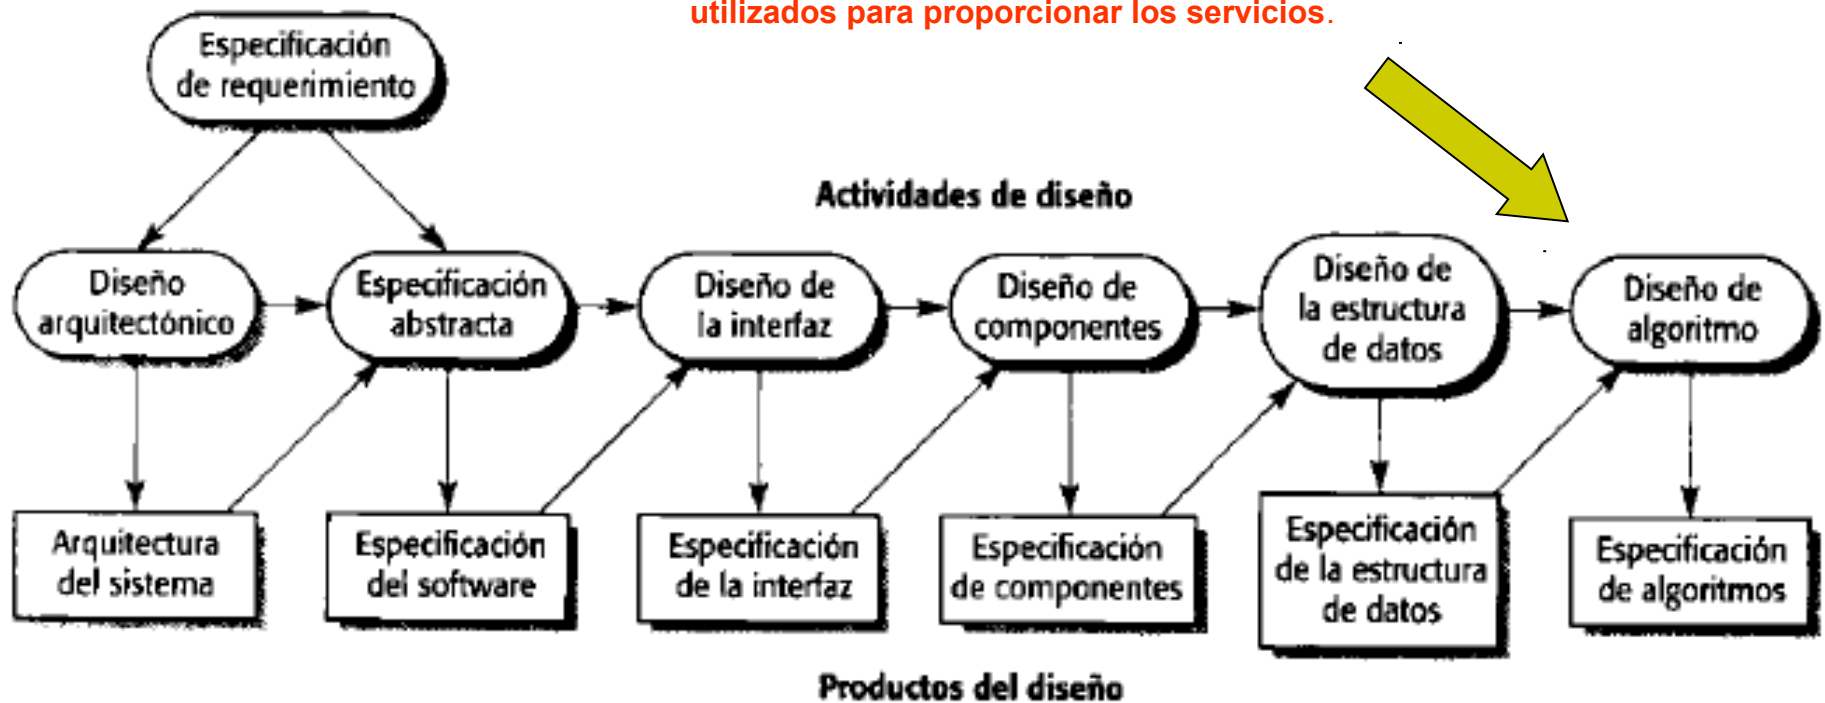 utilizados para proporcionar los servicios.
Especificación
de requerimiento
Actividades de diseño
Diseño
arquitectónico
Especificación
abstracta
Diseño de
la interfaz
Diseño de
componentes
Diseño de
la estructura
de datos
Diseño de
algoritmo
Arquitectura
del sistema
Especificación
del software
Especificación
de la interfaz
Especificación
de componentes
Especificación
de la estructura
de datos
Especificación
de algoritmos
Productos del diseño